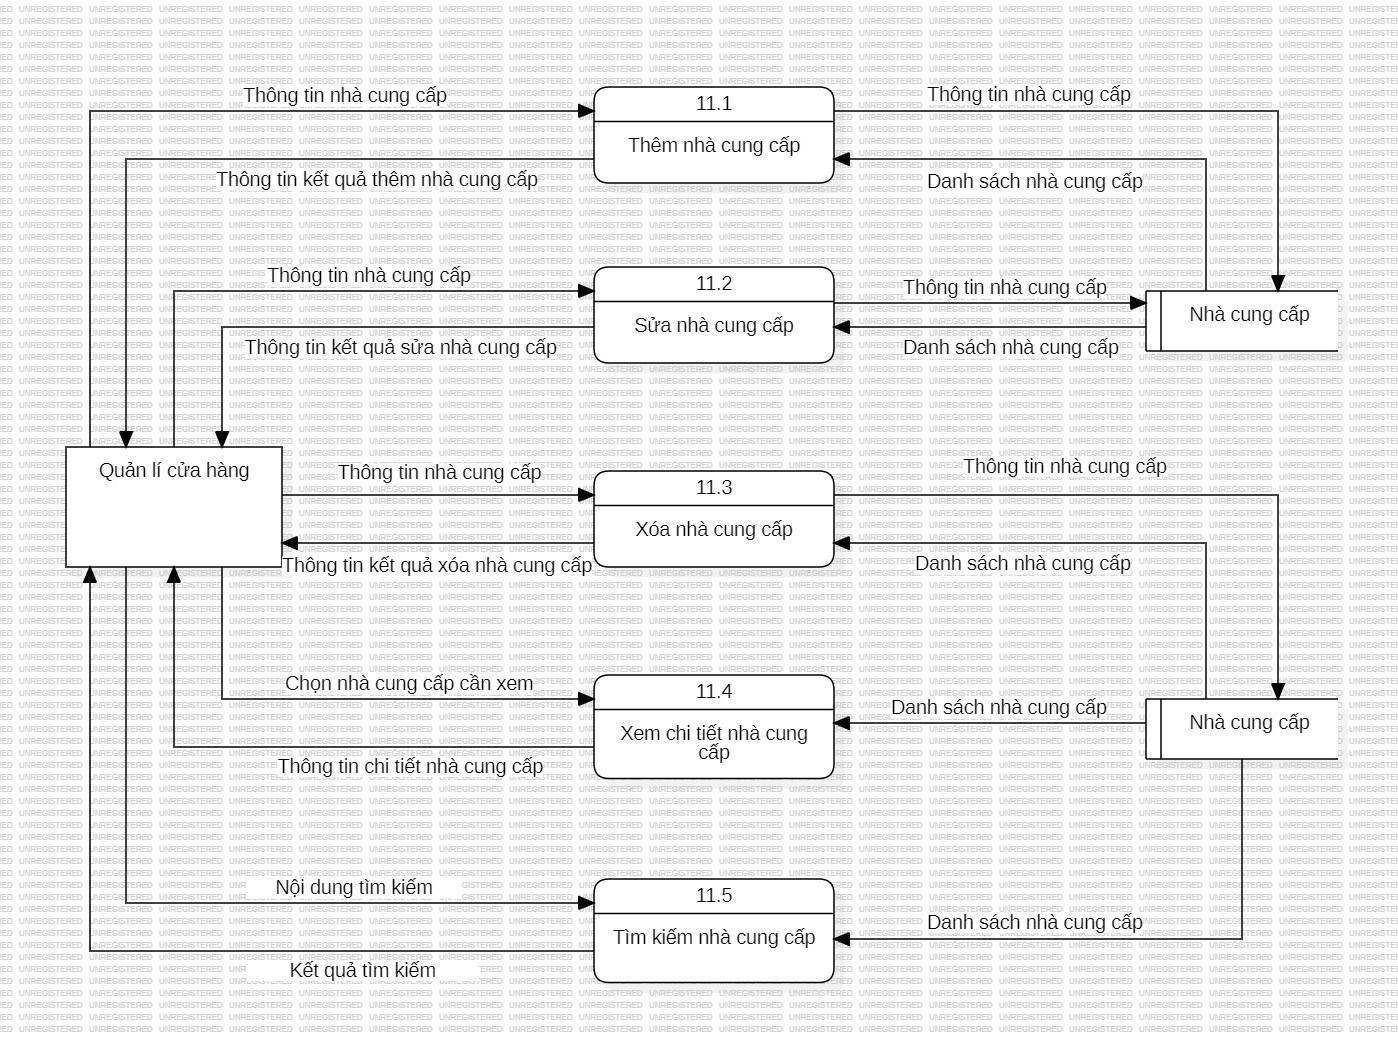 Thông tin nhà cung cấp
11.1
Thông tin nhà cung cấp
Thêm nhà cung cấp
Thông tin kết quả thêm nhà cung cấp
Danh sách nhà cung cấp
Thông tin nhà cung cấp
11.2
Thông tin nhà cung cấp
Nhà cung cấp
Sửa nhà cung cấp
Thông tin kết quả sửa nhà cung cấp
Danh sách nhà cung cấp
Quản lí cửa hàng
Thông tin nhà cung cấp
11.3
Thông tin nhà cung cấp
Xóa nhà cung cấp
Thông tin kết quả xóa nhà cung cấp
Danh sách nhà cung cấp
Chọn nhà cung cấp cần xem
11.4
Danh sách nhà cung cấp
Nhà cung cấp
Xem chi tiết nhà cung
cấp
Thông tin chi tiết nhà cung cấp
Nội dung tìm kiếm
11.5
Danh sách nhà cung cấp
Tìm kiếm nhà cung cấp
Kết quả tìm kiếm
UNREGISTERED